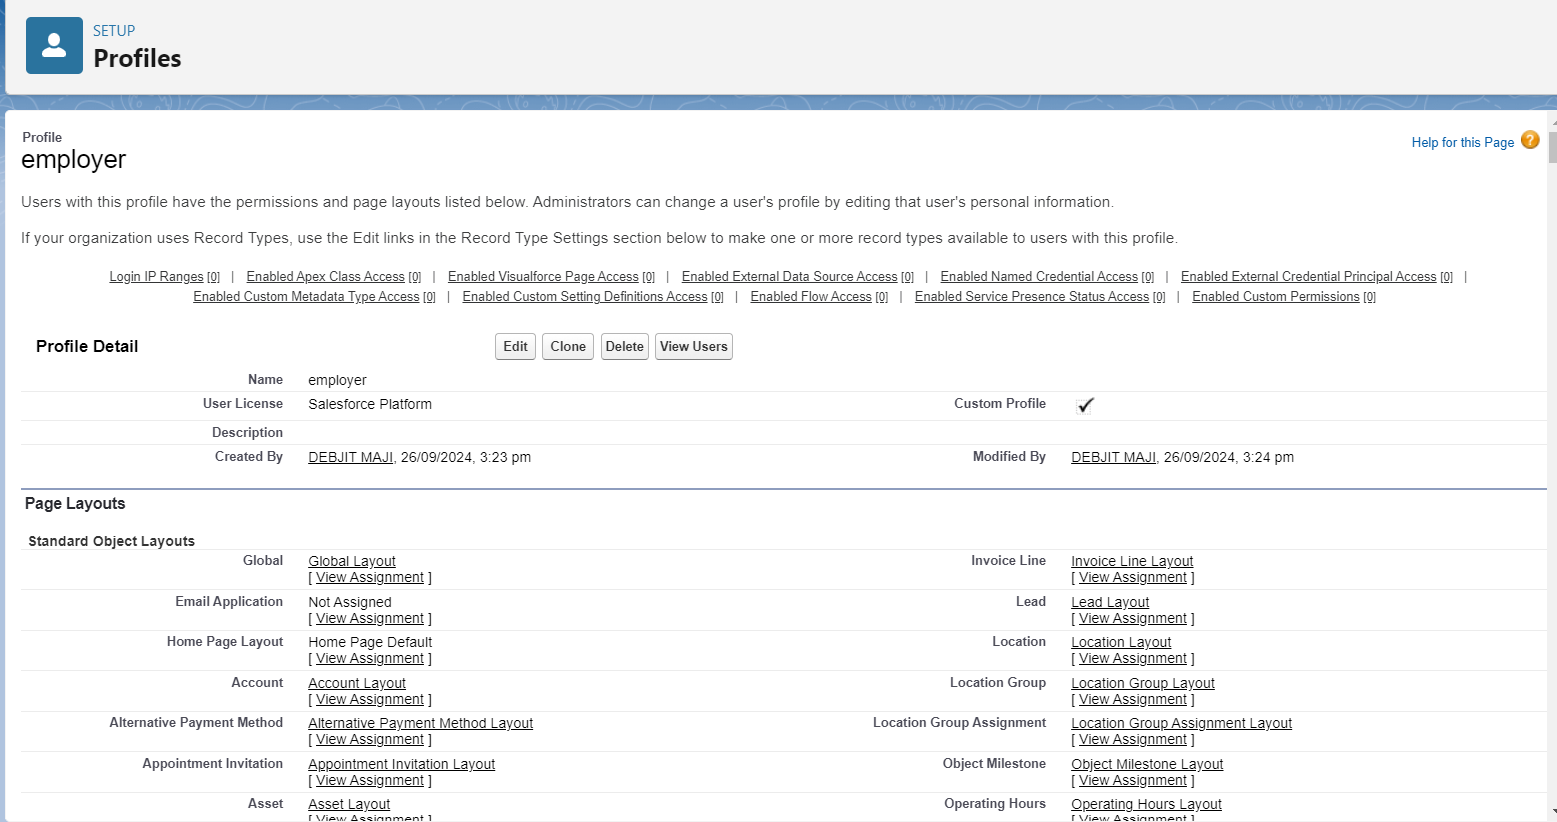 SETUP
Profiles
Profile
employer
Help for this Page ?
Users with this profile have the permissions and page layouts listed below. Administrators can change a user's profile by editing that user's personal information.
If your organization uses Record Types, use the Edit links in the Record Type Settings section below to make one or more record types available to users with this profile.
Login IP Ranges [0] | Enabled Apex Class Access [0] | Enabled Visualforce Page Access [0] | Enabled External Data Source Access [0] | Enabled Named Credential Access [0] | Enabled External Credential Principal Access [0] |
Enabled Custom Metadata Type Access [0] | Enabled Custom Setting Definitions Access [0] | Enabled Flow Access [0] | Enabled Service Presence Status Access [0] | Enabled Custom Permissions [0]
Profile Detail Edit Clone Delete View Users
Name employer
User License Salesforce Platform Custom Profile
Description
Created By DEBJIT MAJI, 26/09/2024, 3:23 pm Modified By DEBJIT MAJI, 26/09/2024, 3:24 pm
Page Layouts
Standard Object Layouts
Global Global Layout Invoice Line Invoice Line Layout
[ View Assignment ] [ View Assignment ]
Email Application Not Assigned Lead Lead Layout
[ View Assignment ] [ View Assignment ]
Home Page Layout Home Page Default Location Location Layout
[ View Assignment ] [ View Assignment ]
Account Account Layout Location Group Location Group Layout
[ View Assignment ] [ View Assignment ]
Alternative Payment Method Alternative Payment Method Layout Location Group Assignment Location Group Assignment Layout
[ View Assignment ] [ View Assignment ]
Appointment Invitation Appointment Invitation Layout Object Milestone Object Milestone Layout
[ View Assignment ] [ View Assignment ]
Asset Asset Layout Operating Hours Operating Hours Layout
[ View Assignment ] [ View Assignment ]